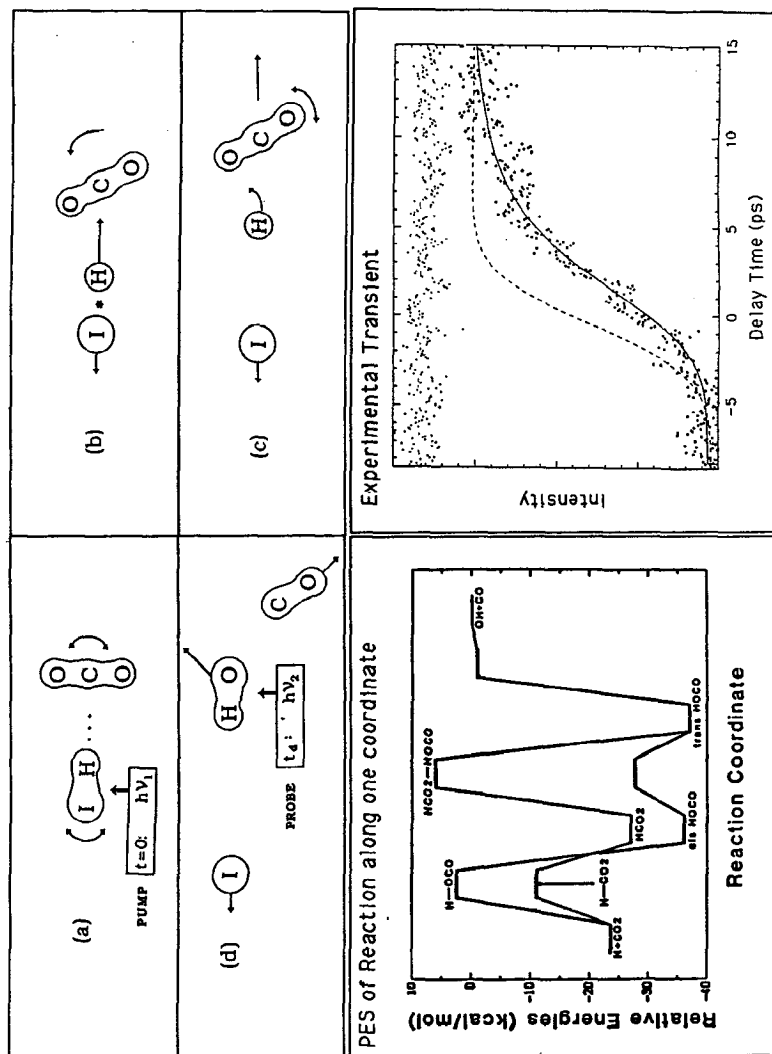 (a)
I H ....
O C O
t=0: hν₁
PUMP
(b)
I * H
O C O
(d)
I
H O
C O
t_d: ' hν₂
PROBE
(c)
I
H
O C O
PES of Reaction along one coordinate
Relative Energies (kcal/mol)
10
0
-10
-20
-30
-40
H+CO2
H—OCO
H—CO2
HCO2
cis HOCO
HCO2—HOCO
trans HOCO
OH+CO
Reaction Coordinate
Experimental Transient
Intensity
-5
0
5
10
15
Delay Time (ps)